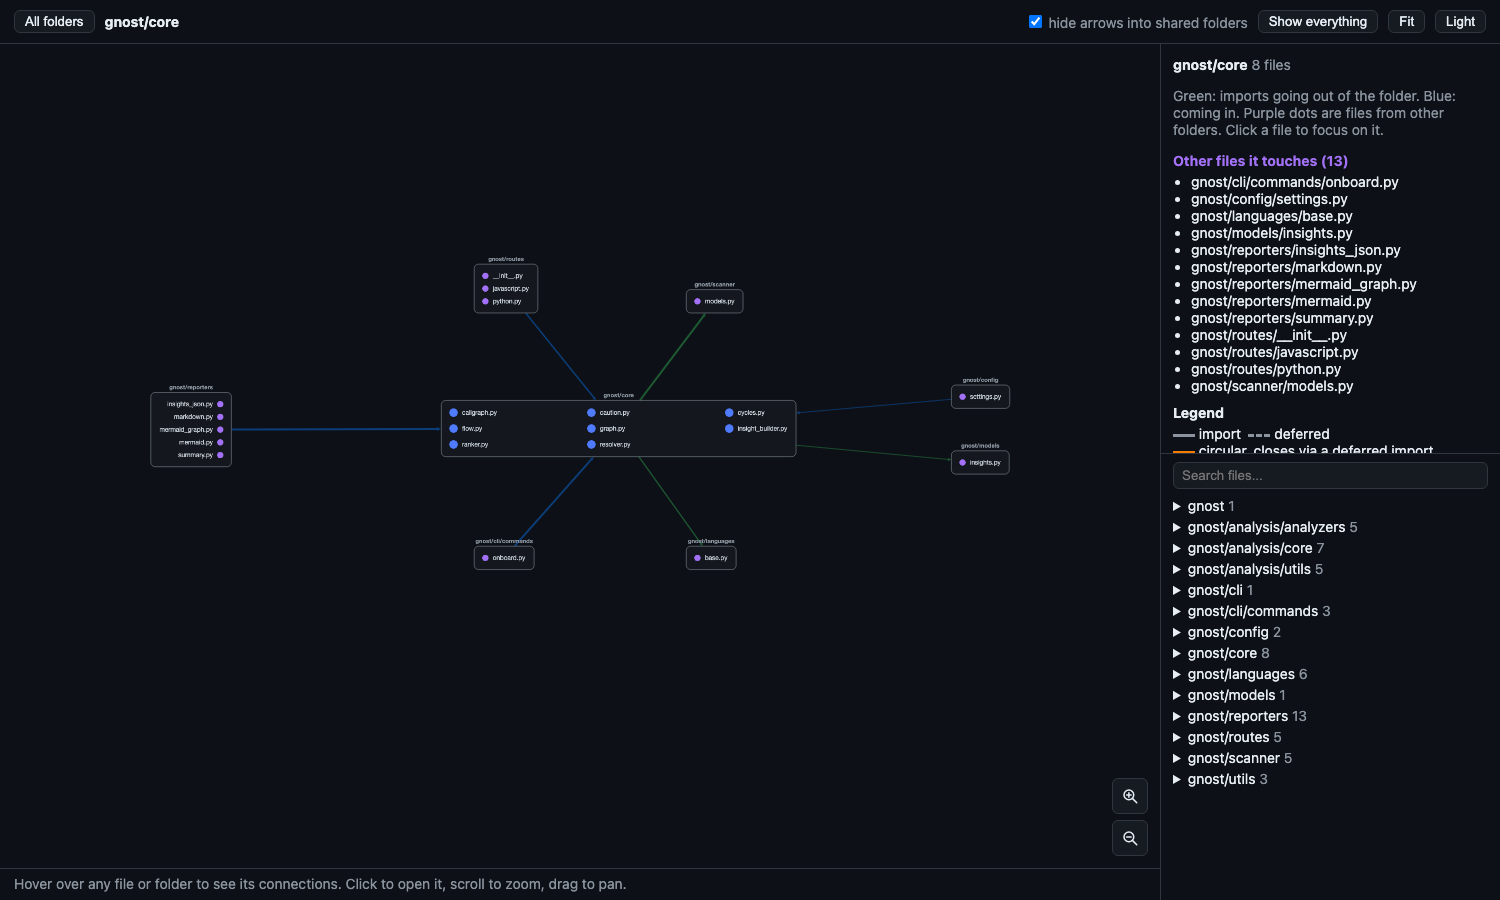 All folders gnost/core hide arrows into shared folders Show everything Fit Light
gnost/routes
__init__.py
javascript.py
python.py
gnost/scanner
models.py
gnost/reporters
insights_json.py
markdown.py
mermaid_graph.py
mermaid.py
summary.py
gnost/core
callgraph.py caution.py cycles.py
flow.py graph.py insight_builder.py
ranker.py resolver.py
gnost/config
settings.py
gnost/models
insights.py
gnost/cli/commands
onboard.py
gnost/languages
base.py
Hover over any file or folder to see its connections. Click to open it, scroll to zoom, drag to pan.
gnost/core 8 files
Green: imports going out of the folder. Blue:
coming in. Purple dots are files from other
folders. Click a file to focus on it.
Other files it touches (13)
gnost/cli/commands/onboard.py
gnost/config/settings.py
gnost/languages/base.py
gnost/models/insights.py
gnost/reporters/insights_json.py
gnost/reporters/markdown.py
gnost/reporters/mermaid_graph.py
gnost/reporters/mermaid.py
gnost/reporters/summary.py
gnost/routes/__init__.py
gnost/routes/javascript.py
gnost/routes/python.py
gnost/scanner/models.py
Legend
import deferred
circular, closes via a deferred import
Search files...
gnost 1
gnost/analysis/analyzers 5
gnost/analysis/core 7
gnost/analysis/utils 5
gnost/cli 1
gnost/cli/commands 3
gnost/config 2
gnost/core 8
gnost/languages 6
gnost/models 1
gnost/reporters 13
gnost/routes 5
gnost/scanner 5
gnost/utils 3